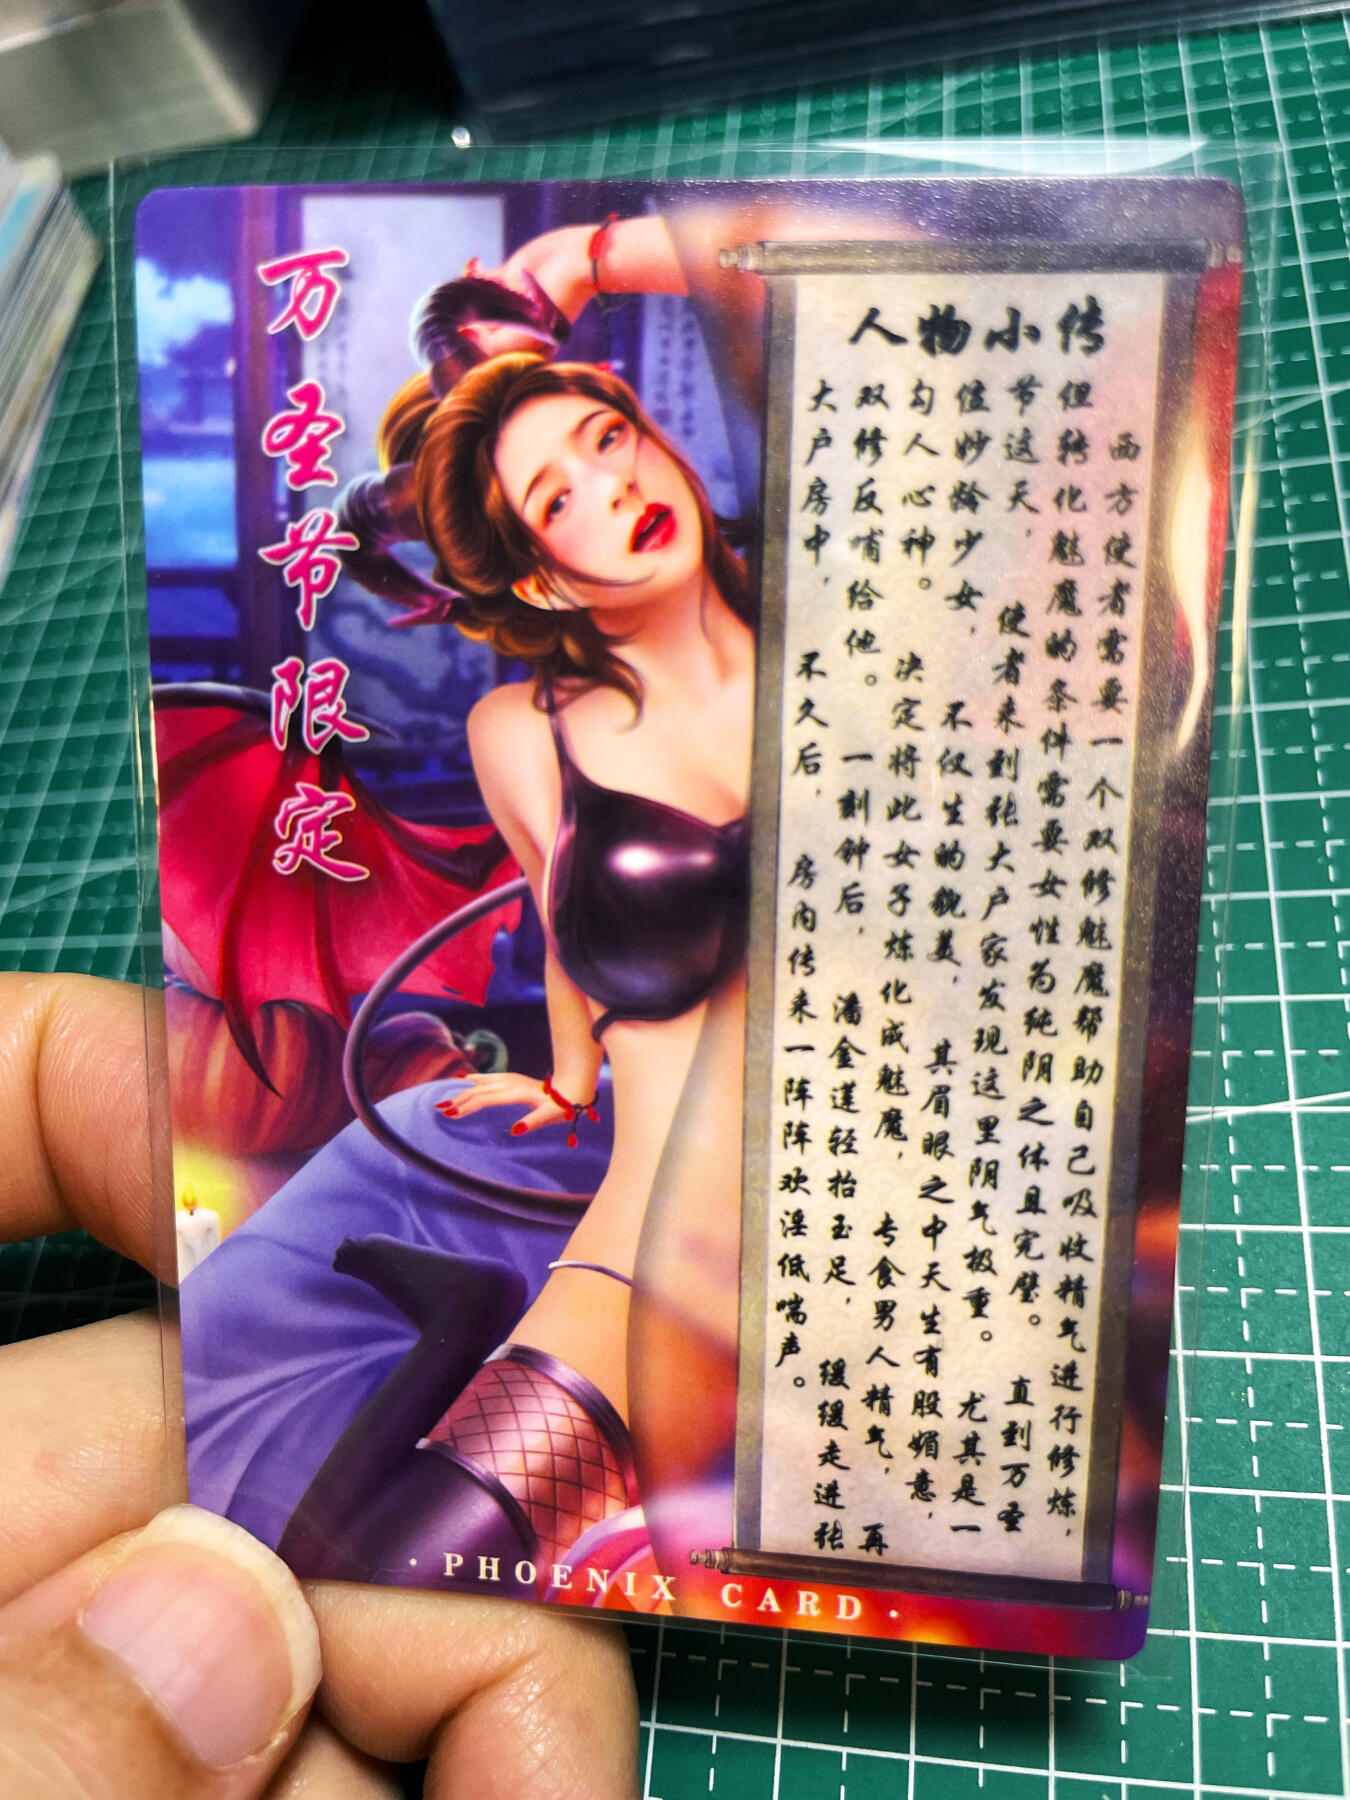 万圣节限定
人物小传
西方使者需要一个双修魅魔帮助自己吸收精气进行修炼，
但转化魅魔的条件需要女性为纯阴之体且完璧。直到万圣
节这天，使者来到张大户家发现这里阴气极重。尤其是一
位妙龄少女，不仅生的貌美，其眉眼之中天生有股媚意，
勾人心神。决定将此女子炼化成魅魔，专食男人精气，再
双修反哺给他。一刻钟后，潘金莲轻抬玉足，缓缓走进张
大户房中，不久后，房内传来一阵阵欢淫低喘声。
· PHOENIX CARD ·